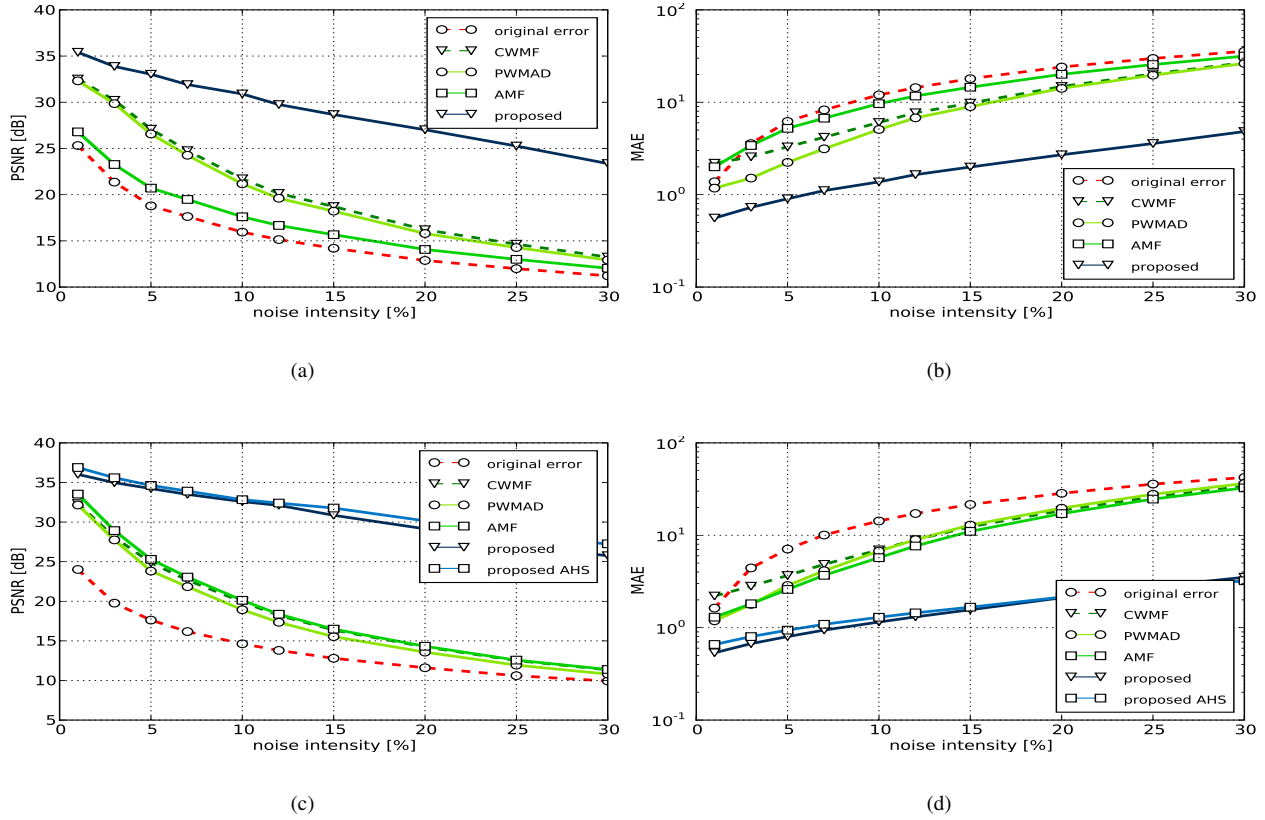 40
35
30
25
20
15
10
PSNR [dB]
0 5 10 15 20 25 30
noise intensity [%]
original error
CWMF
PWMAD
AMF
proposed
(a)
10^2
10^1
10^0
10^-1
MAE
0 5 10 15 20 25 30
noise intensity [%]
original error
CWMF
PWMAD
AMF
proposed
(b)
40
35
30
25
20
15
10
5
PSNR [dB]
0 5 10 15 20 25 30
noise intensity [%]
original error
CWMF
PWMAD
AMF
proposed
proposed AHS
(c)
10^2
10^1
10^0
10^-1
MAE
0 5 10 15 20 25 30
noise intensity [%]
original error
CWMF
PWMAD
AMF
proposed
proposed AHS
(d)